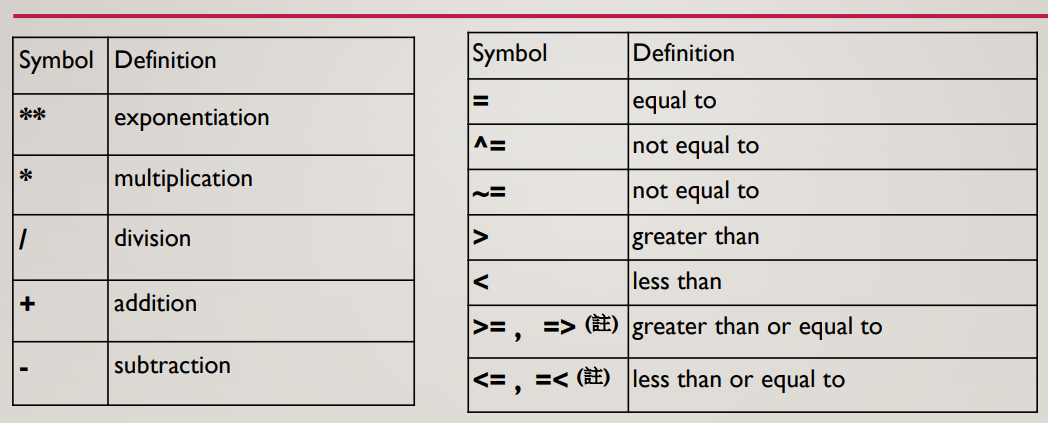 Symbol Definition
** exponentiation
* multiplication
/ division
+ addition
- subtraction
Symbol Definition
= equal to
^= not equal to
~= not equal to
> greater than
< less than
>= , => (註) greater than or equal to
<= , =< (註) less than or equal to